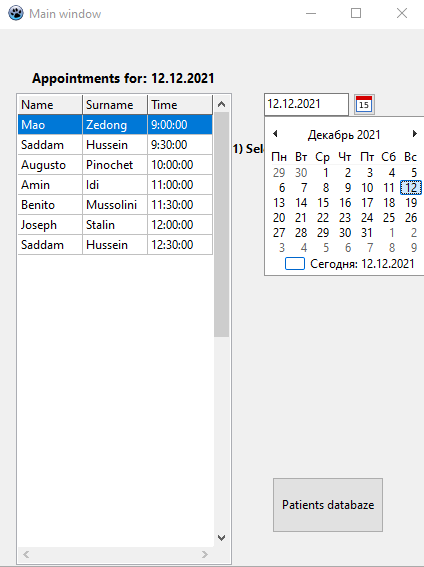 Main window
Appointments for: 12.12.2021
Name Surname Time
Mao Zedong 9:00:00
Saddam Hussein 9:30:00
Augusto Pinochet 10:00:00
Amin Idi 11:00:00
Benito Mussolini 11:30:00
Joseph Stalin 12:00:00
Saddam Hussein 12:30:00
12.12.2021 15
1) Sel
Декабрь 2021
Пн Вт Ср Чт Пт Сб Вс
29 30 1 2 3 4 5
6 7 8 9 10 11 12
13 14 15 16 17 18 19
20 21 22 23 24 25 26
27 28 29 30 31 1 2
3 4 5 6 7 8 9
Сегодня: 12.12.2021
Patients databaze